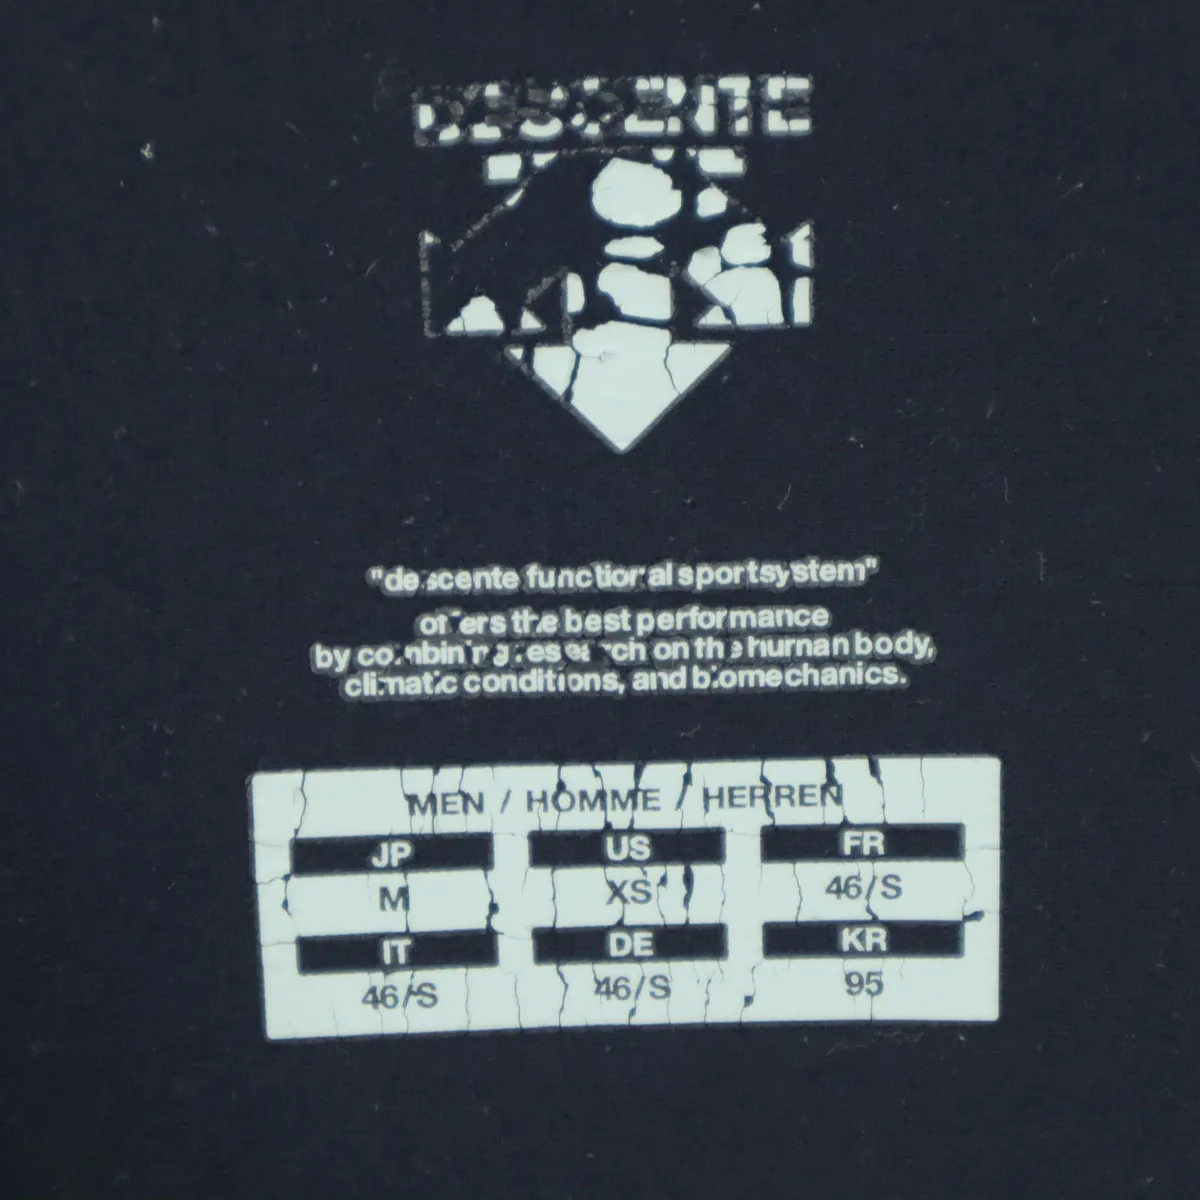 DESCENTE
"descente functional sportsystem"
offers the best performance
by combining research on the human body,
climatic conditions, and biomechanics.
MEN / HOMME / HERREN
JP US FR
M XS 46/S
IT DE KR
46/S 46/S 95